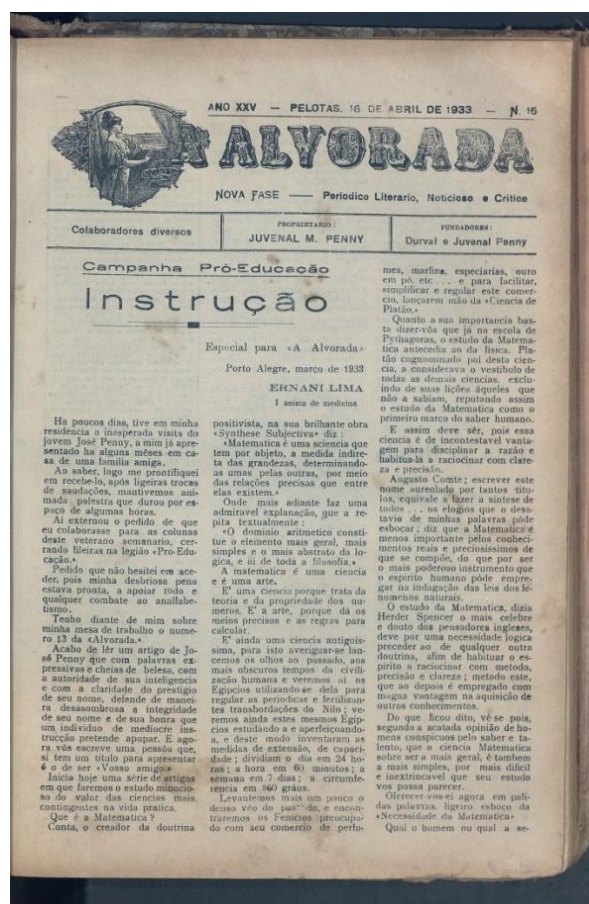 ANO XXV — PELOTAS, 16 DE ABRIL DE 1933 — N. 16
A ALVORADA
NOVA FASE — Periodico Literario, Noticioso e Critico
Colaboradores diversos
PROPRIETARIO:
JUVENAL M. PENNY
FUNDADORES:
Durval e Juvenal Penny
Campanha Pró-Educação
Instrução
Especial para «A Alvorada»
Porto Alegre, março de 1933
ERNANI LIMA
I anista de medicina
Ha poucos dias, tive em minha
residencia a inesperada visits do
jovem José Penny, a mim já apre-
sentado ha alguns mêses em ca-
sa de uma familia amiga.
Ao saber, logo me prontifiquei
em recebe-lo, após ligeiras trocas
de saudações, mantivemos ani-
mada palestra que durou por es-
paço de algumas horas.
Aí externou o pedido de que
eu colaborasse para as colunas
deste veterano semanario, cer-
rando fileiras na légião «Pro-Edu-
cação.»
Pedido que não hesitei em ace-
der, pois minha desbriosa pena
estava pronta, a apoiar todo e
qualquer combate ao analfabe-
tismo.
Tenho diante de mim sobre
minha mesa de trabalho o nume-
ro 13 da «Alvorada.»
Acabo de lêr um artigo de Jo-
sé Penny que com palavras ex-
pressivas e cheias de belesa, com
a autoridade de sua inteligencia
e com a claridade do prestigio
de seu nome, defende de manei-
ra desasombrosa a integridade
de seu nome e de sua honra que
um individuo de mediocre ins-
trucção pretende apupar. E ago-
ra vós escreve uma pessôa que,
si tem um titulo para apresentar
é o de ser «Vosso amigo.»
Inicia hoje uma série de artigos
em que faremos o estudo minucio-
so do valor das ciencias mais
contingentes na vida pratica.
Que é a Matematica ?
Conta, o creador da doutrina
positivista, na sua brilhante obra
«Synthese Subjectiva» diz :
«Matematica é uma sciencia que
tem por objeto, a medida indire-
ta das grandezas, determinando-
as umas pelas outras, por meio
das relações precisas que entre
elas existem.»
Onde mais adiante faz uma
admiravel explanação, que a re-
pita textualmente :
«O dominio aritmetico consti-
tue o elemento mais geral, mais
simples e o mais abstrato da lo-
gica, e aí de toda a filosofia.»
A matematica é uma ciencia
e é uma arte.
E' uma ciencia porque trata da
teoria e da propriedade dos nu-
meros. E' a arte, porque dá os
meios precisos e as regras para
calcular.
E' ainda uma ciencia antiguis-
sima, para isto averiguar-se lan-
cemos os olhos ao passado, aos
mais obscuros tempos da civili-
zação humana e veremos aí os
Egipcios utilizando-se dela para
regular as periodicas e fertilizan-
tes transbordações do Nilo ; ve-
remos ainda estes mesmos Egip-
cios estudando a e aperfeiçoando-
a, e deste modo inventaram as
medidas de extensão, de capaci-
dade ; dividiam o dia em 24 ho-
ras ; a hora em 60 minutos ; a
semana em 7 dias ; a circumfe-
rencia em 360 gráus.
Levantemos mais um pouco o
denso véo do passado, e encon-
traremos os Fenicios preocupa-
do com seu comercio de perfu-
mes, marfins, especiarias, ouro
em pó, etc . . . e para facilitar,
simplificar e regular este comer-
cio, lançarem mão da «Ciencia de
Platão.»
Quanto a sua importancia bas-
ta dizer-vós que já na escola de
Pythagoras, o estudo da Matema-
tica antecedia ao da fisica. Pla-
tão cognominado pai desta cien-
cia, a considerava o vestibulo de
todas as demais ciencias, exclu-
indo de suas lições áqueles que
não a sabiam, reputando assim
o estudo da Matematica como o
primeiro marco do saber humano.
E assim deve sêr, pois essa
ciencia é de incontestavel vanta-
gem para disciplinar a razão e
habitua-la a raciocinar com clare-
za e precisão.
Augusto Comte; escrever este
nome aureolado por tantos titu-
los, equivale a fazer a sintese de
todos . . . os elogios que o desa-
tavio de minhas palavras póde
esboçar ; diz que a Matematica é
menos importante pelos conheci-
mentos reais e preciosissimos de
que se compõe, do que por ser
o mais poderoso instrumento que
o espirito humano póde empre-
gar na indagação das leis dos fe-
nomenos naturais.
O estudo da Matematica, dizia
Herder Spencer o mais celebre
e douto dos pensadores ingleses,
deve por uma necessidade logica
preceder ao de qualquer outra
doutrina, afim de habituar o es-
pirito a raciocinar com metodo,
precisão e clareza ; metodo este,
que ao depois é empregado com
magna vantagem na aquisição de
outros conhecimentos.
Do que ficou dito, vê se pois,
segundo a acatada opinião de ho-
mens conspicuos pelo saber e ta-
lento, que a ciencia Matematica
sobre ser a mais geral, é tambem
a mais simples, por mais dificil
e inextrincavel que seu estudo
vos possa parecer.
Oferecer-vos-ei agora em pali-
das palavras, ligeiro esboço da
«Necessidade da Matematica»
Qual o homem ou qual a se-